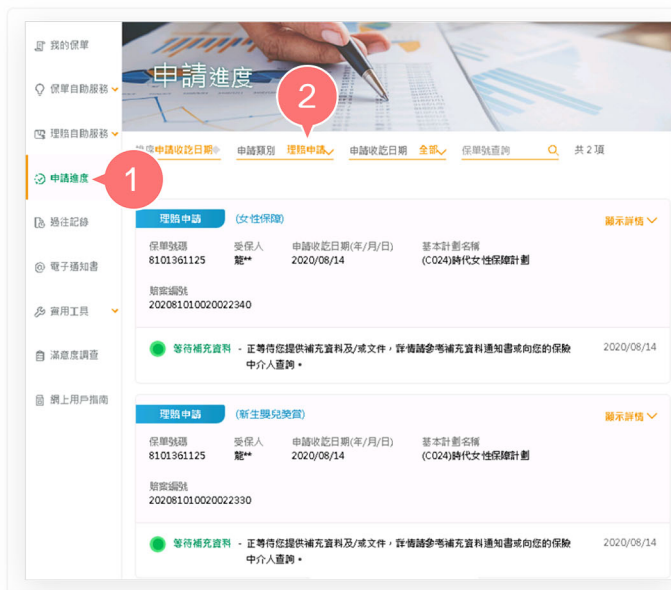 我的保單
保單自助服務
理賠自助服務
申請進度
過往記錄
電子通知書
實用工具
滿意度調查
網上用戶指南
1
申請進度
2
申請收訖日期
申請類別 理賠申請
申請收訖日期 全部
保單號查詢
共 2 項
理賠申請 (女性保障) 顯示詳情
保單號碼 受保人 申請收訖日期(年/月/日) 基本計劃名稱
8101361125 龍** 2020/08/14 (C024)時代女性保障計劃
賠案編號
202081010020022340
等待補充資料 - 正等待您提供補充資料及/或文件，詳情請參考補充資料通知書或向您的保險 2020/08/14
中介人查詢。
理賠申請 (新生嬰兒獎賞) 顯示詳情
保單號碼 受保人 申請收訖日期(年/月/日) 基本計劃名稱
8101361125 龍** 2020/08/14 (C024)時代女性保障計劃
賠案編號
202081010020022330
等待補充資料 - 正等待您提供補充資料及/或文件，詳情請參考補充資料通知書或向您的保險 2020/08/14
中介人查詢。